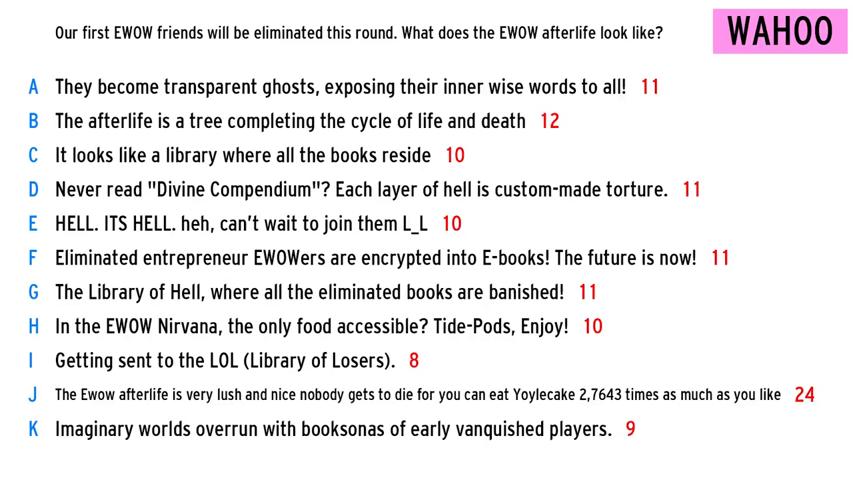 Our first EWOW friends will be eliminated this round. What does the EWOW afterlife look like?
WAHOO
A They become transparent ghosts, exposing their inner wise words to all! 11
B The afterlife is a tree completing the cycle of life and death 12
C It looks like a library where all the books reside 10
D Never read "Divine Compendium"? Each layer of hell is custom-made torture. 11
E HELL. ITS HELL. heh, can't wait to join them L_L 10
F Eliminated entrepreneur EWOWers are encrypted into E-books! The future is now! 11
G The Library of Hell, where all the eliminated books are banished! 11
H In the EWOW Nirvana, the only food accessible? Tide-Pods, Enjoy! 10
I Getting sent to the LOL (Library of Losers). 8
J The Ewow afterlife is very lush and nice nobody gets to die for you can eat Yoylecake 2,7643 times as much as you like 24
K Imaginary worlds overrun with booksonas of early vanquished players. 9